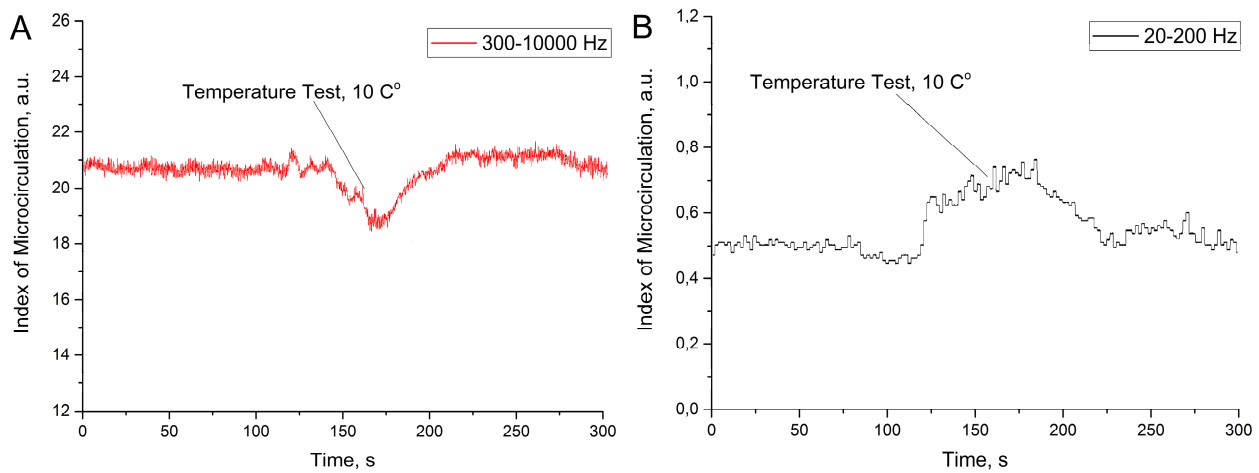 A
300-10000 Hz
Temperature Test, 10 C°
Index of Microcirculation, a.u.
26
24
22
20
18
16
14
12
0
50
100
150
200
250
300
Time, s
B
20-200 Hz
Temperature Test, 10 C°
Index of Microcirculation, a.u.
1,2
1,0
0,8
0,6
0,4
0,2
0,0
0
50
100
150
200
250
300
Time, s